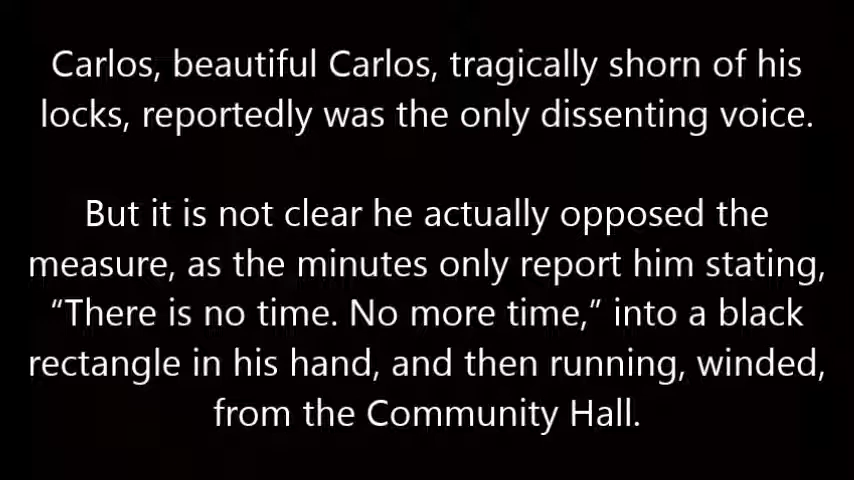 Carlos, beautiful Carlos, tragically shorn of his
locks, reportedly was the only dissenting voice.
But it is not clear he actually opposed the
measure, as the minutes only report him stating,
“There is no time. No more time,” into a black
rectangle in his hand, and then running, winded,
from the Community Hall.